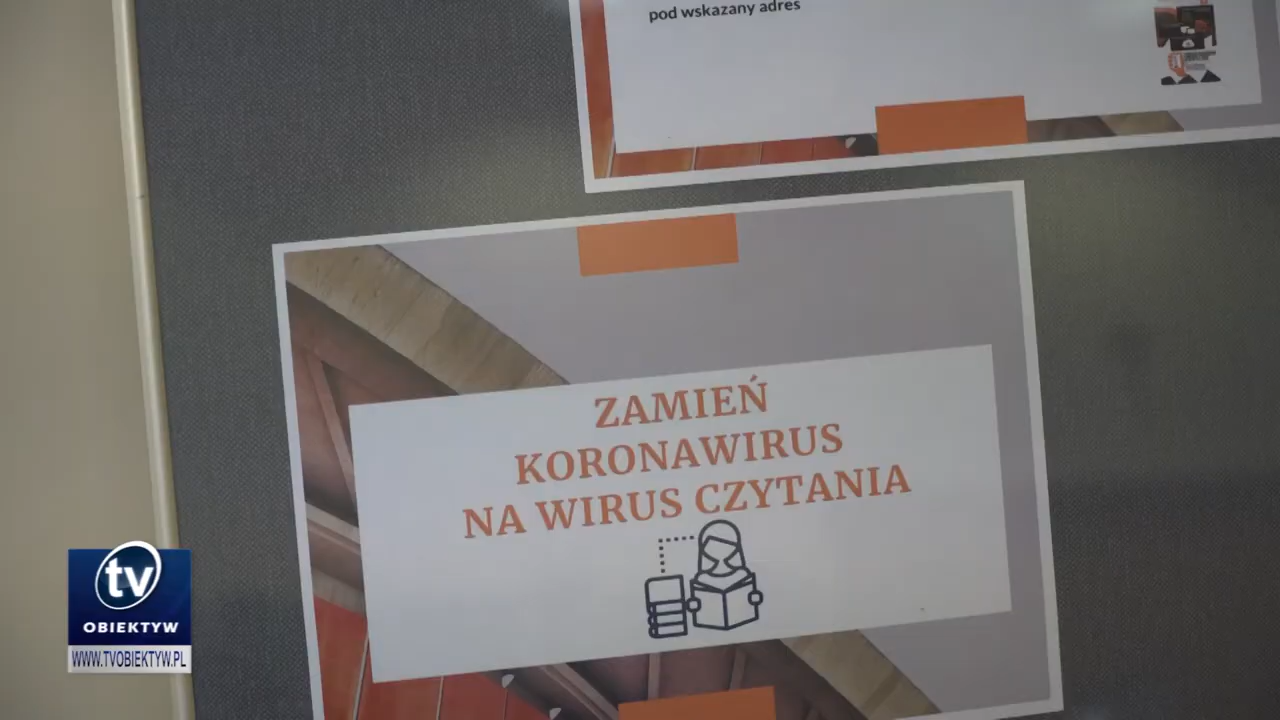 pod wskazany adres
ZAMIEŃ
KORONAWIRUS
NA WIRUS CZYTANIA
tv
OBIEKTYW
WWW.TVOBIEKTYW.PL